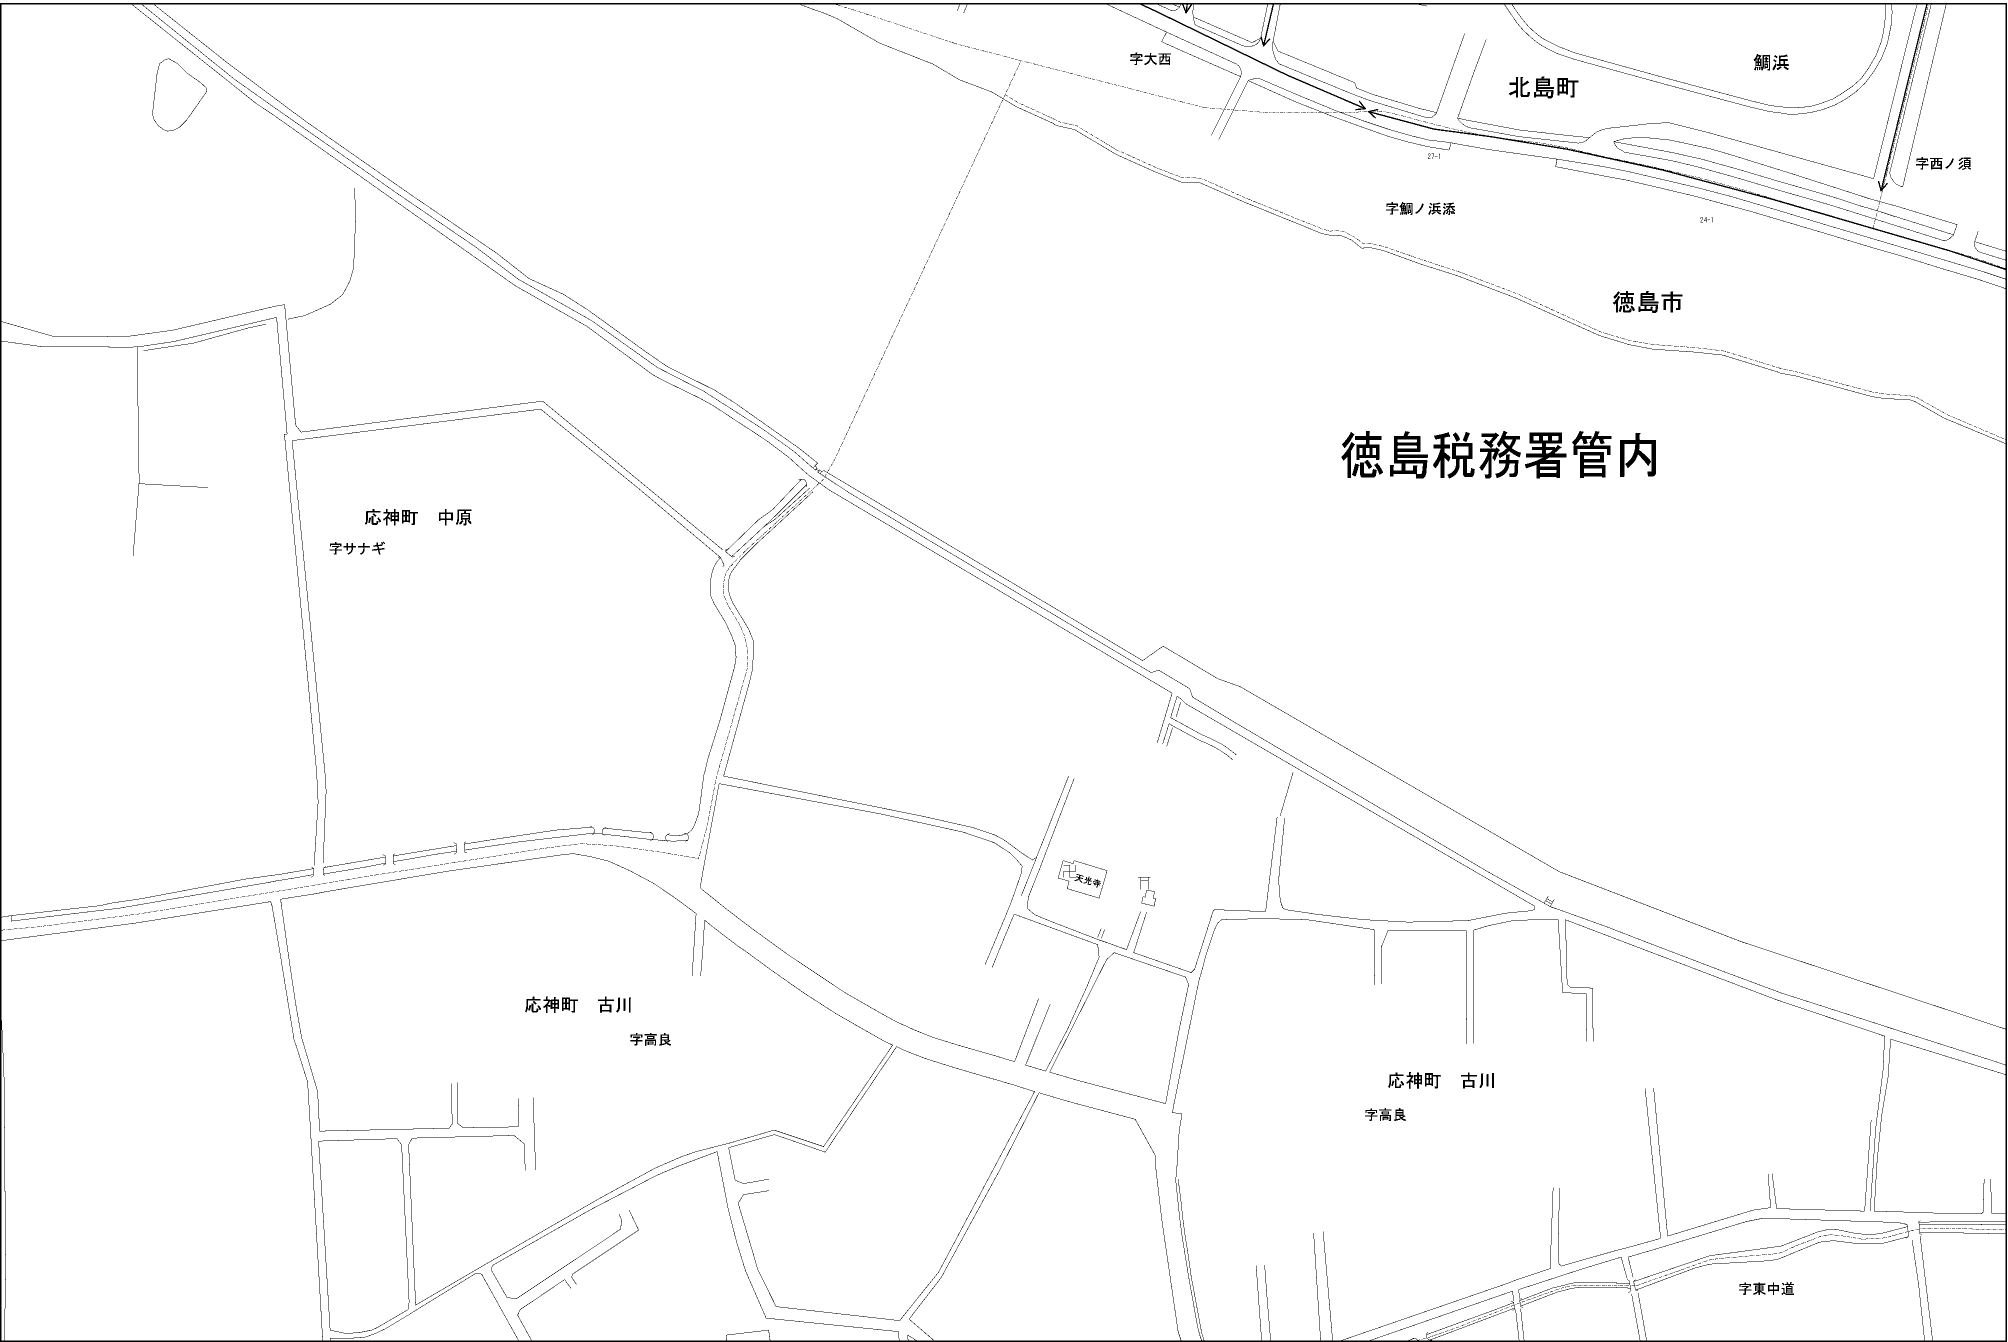 字大西
鯛浜
北島町
27-1
字西ノ須
字鯛ノ浜添
24-1
徳島市
徳島税務署管内
応神町　中原
字サナギ
天光寺
応神町　古川
字高良
応神町　古川
字高良
字東中道